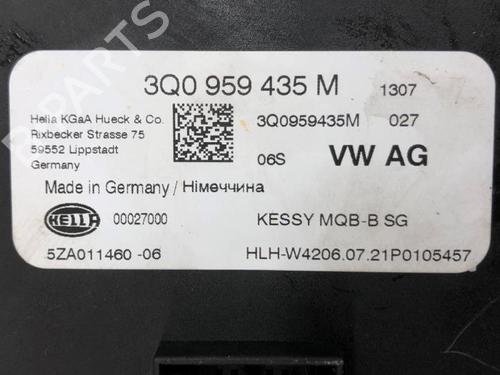 3Q0 959 435 M 1307
Hella KGaA Hueck & Co.
Rixbecker Strasse 75
59552 Lippstadt
Germany
3Q0959435M 027
06S VW AG
Made in Germany / Німеччина
HELLA 00027000 KESSY MQB-B SG
5ZA011460 -06 HLH-W4206.07.21P0105457
B-PARTS